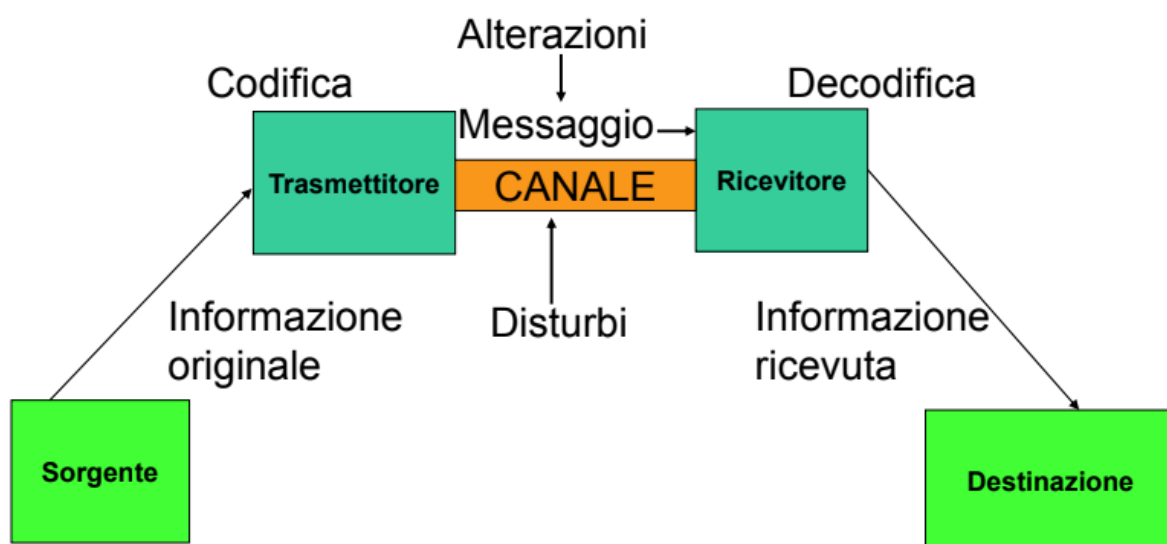 Alterazioni
Codifica
Decodifica
Messaggio
Trasmettitore
CANALE
Ricevitore
Informazione
originale
Disturbi
Informazione
ricevuta
Sorgente
Destinazione